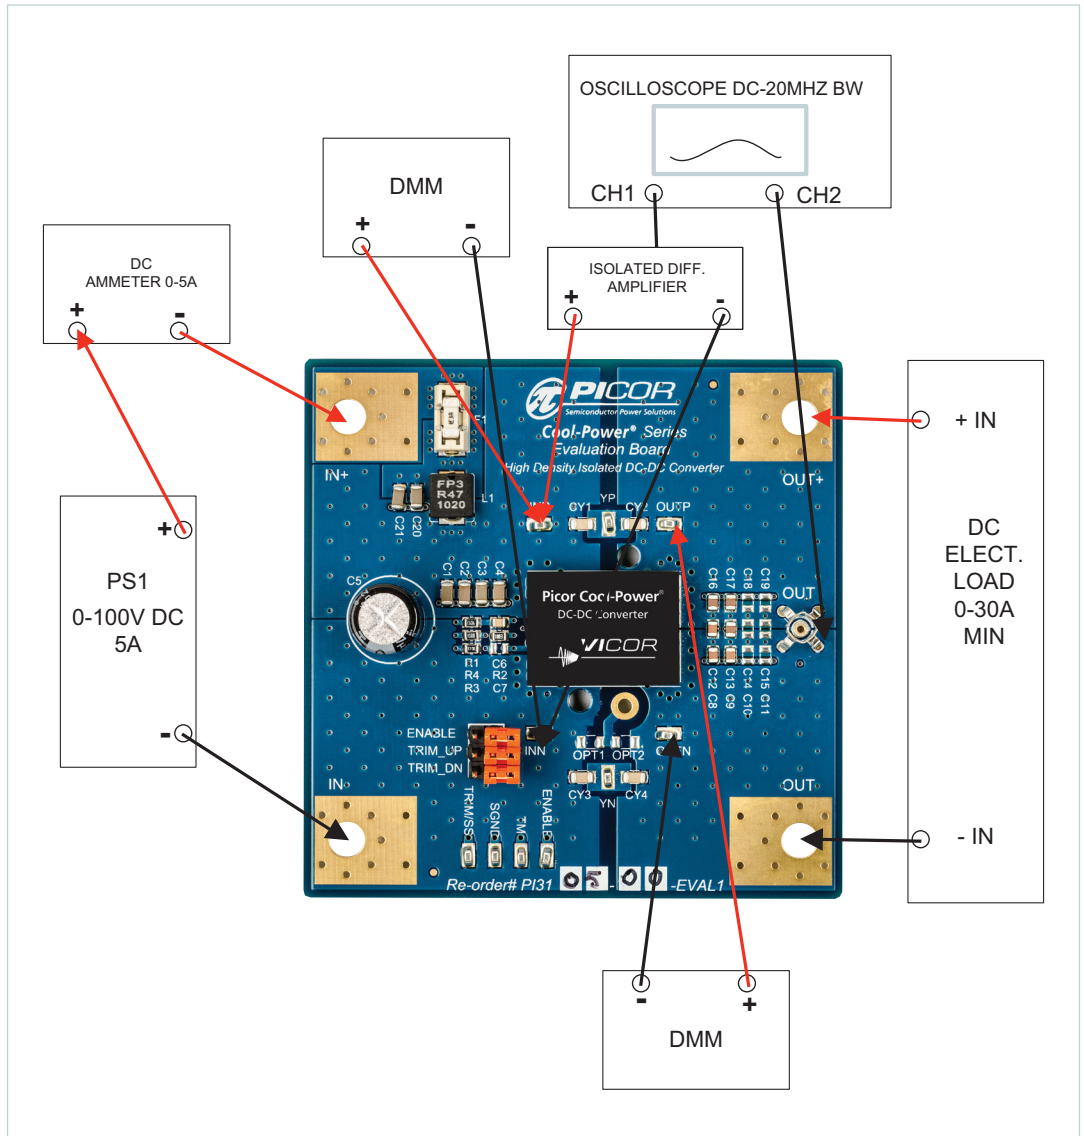 OSCILLOSCOPE DC-20MHZ BW
CH1
CH2
DMM
+
-
DC
AMMETER 0-5A
+
-
ISOLATED DIFF.
AMPLIFIER
+
-
PICOR
Semiconductor Power Solutions
Cool-Power® Series
Evaluation Board
High Density Isolated DC-DC Converter
IN+
OUT+
FP3
R47
1020
L1
C21
C20
YP
CY1
CY2
OUTP
+ IN
PS1
0-100V DC
5A
+
-
DC
ELECT.
LOAD
0-30A
MIN
- IN
C5
C1
C2
C3
C4
Picor Cool-Power®
DC-DC Converter
VICOR
C16
C17
C18
C19
OUT
R1
R4
R3
C6
R2
C7
C12
C8
C13
C9
C14
C10
C15
C11
ENABLE
TRIM_UP
TRIM_DN
INN
OPT1
OPT2
CY3
YN
CY4
IN-
OUT-
TRIM/SS
SGND
TM
ENABLE
Re-order# PI31 05-00-EVAL1
-
+
DMM